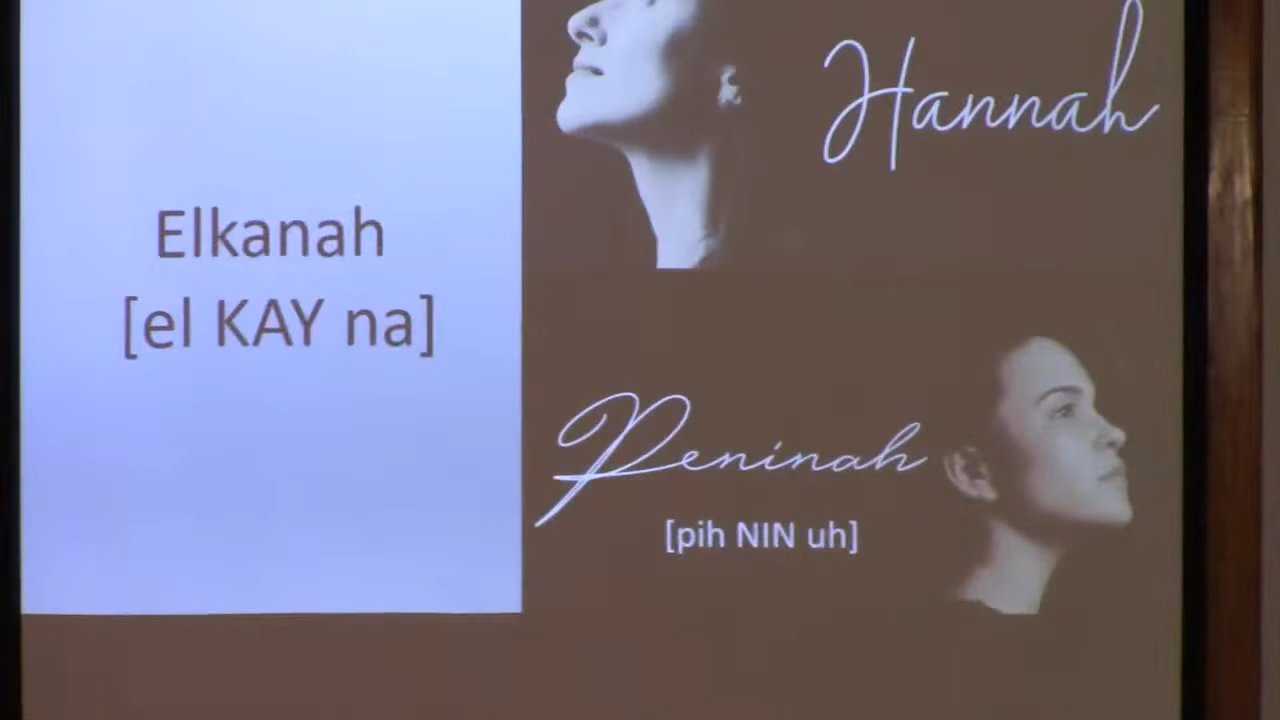 Elkanah
[el KAY na]
Hannah
Peninah
[pih NIN uh]